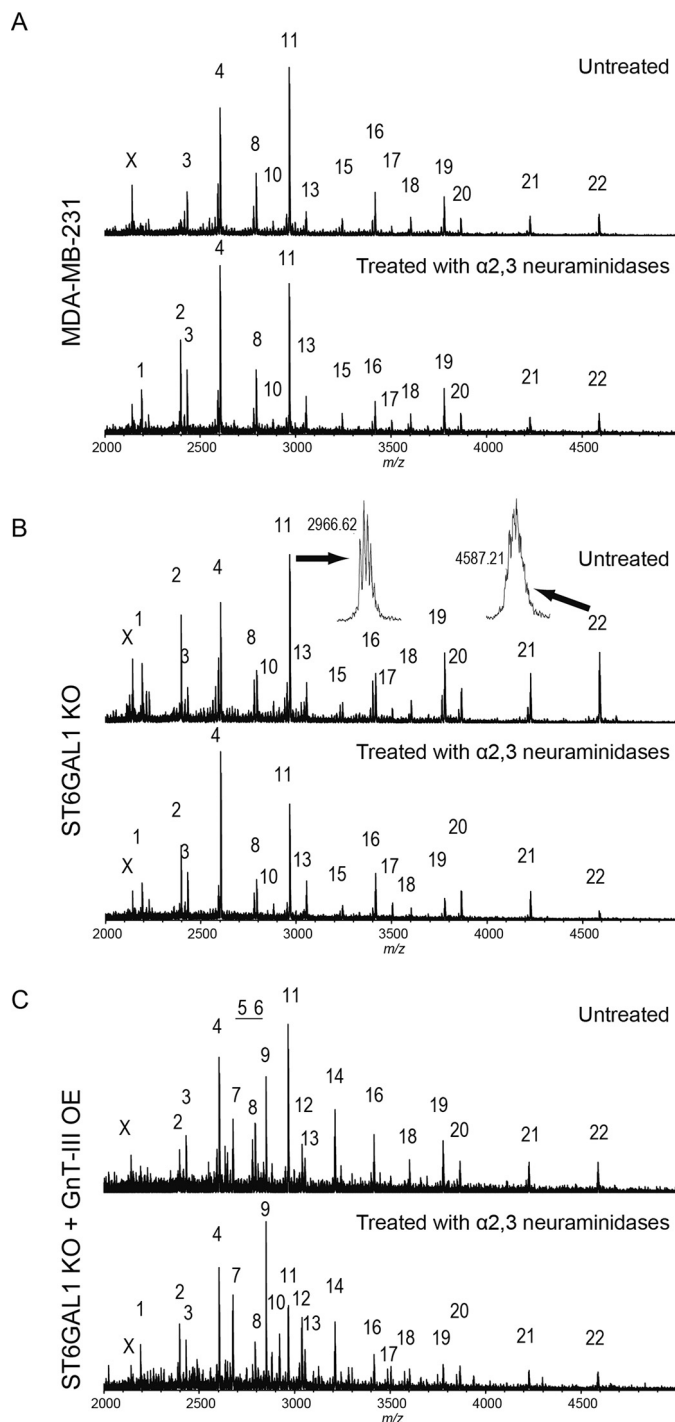 A
MDA-MB-231
Untreated
X 3 4 8 10 11 13 15 16 17 18 19 20 21 22
Treated with α2,3 neuraminidases
1 2 3 4 8 10 11 13 15 16 17 18 19 20 21 22
2000 2500 3000 3500 4000 4500
m/z
B
ST6GAL1 KO
Untreated
2966.62 4587.21
X 1 2 3 4 8 10 11 13 15 16 17 18 19 20 21 22
Treated with α2,3 neuraminidases
X 1 2 3 4 8 10 11 13 15 16 17 18 19 20 21 22
2000 2500 3000 3500 4000 4500
m/z
C
ST6GAL1 KO + GnT-III OE
Untreated
X 2 3 4 5 6 7 8 9 11 12 13 14 16 18 19 20 21 22
Treated with α2,3 neuraminidases
X 1 2 3 4 7 8 9 10 11 12 13 14 16 17 18 19 20 21 22
2000 2500 3000 3500 4000 4500
m/z